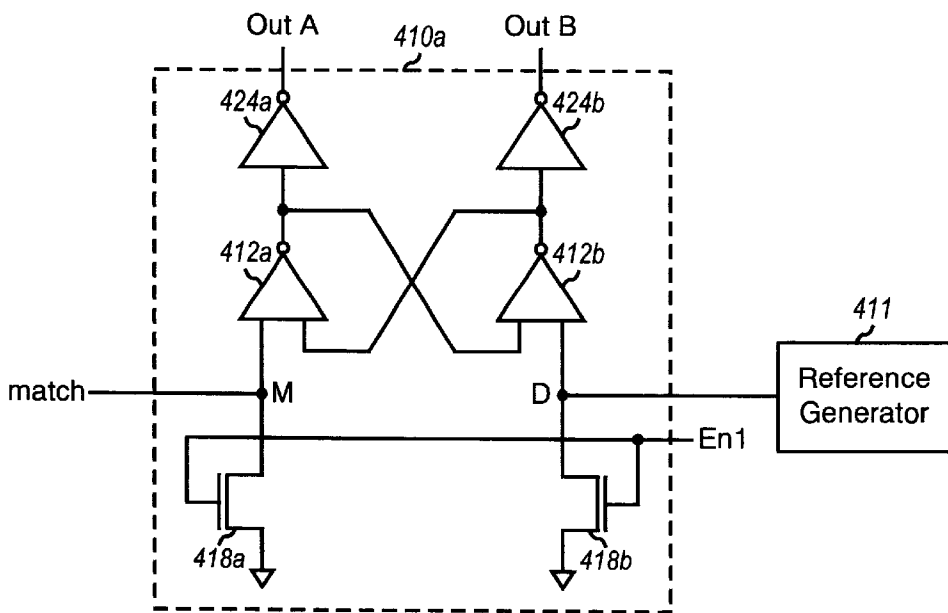 Out A
Out B
410a
424a
424b
412a
412b
411
Reference
Generator
match
M
D
En1
418a
418b